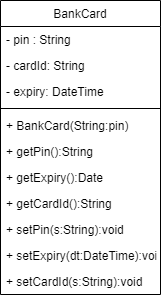 BankCard
- pin : String
- cardId: String
- expiry: DateTime
+ BankCard(String:pin)
+ getPin():String
+ getExpiry():Date
+ getCardId():String
+ setPin(s:String):void
+ setExpiry(dt:DateTime):voi
+ setCardId(s:String):void